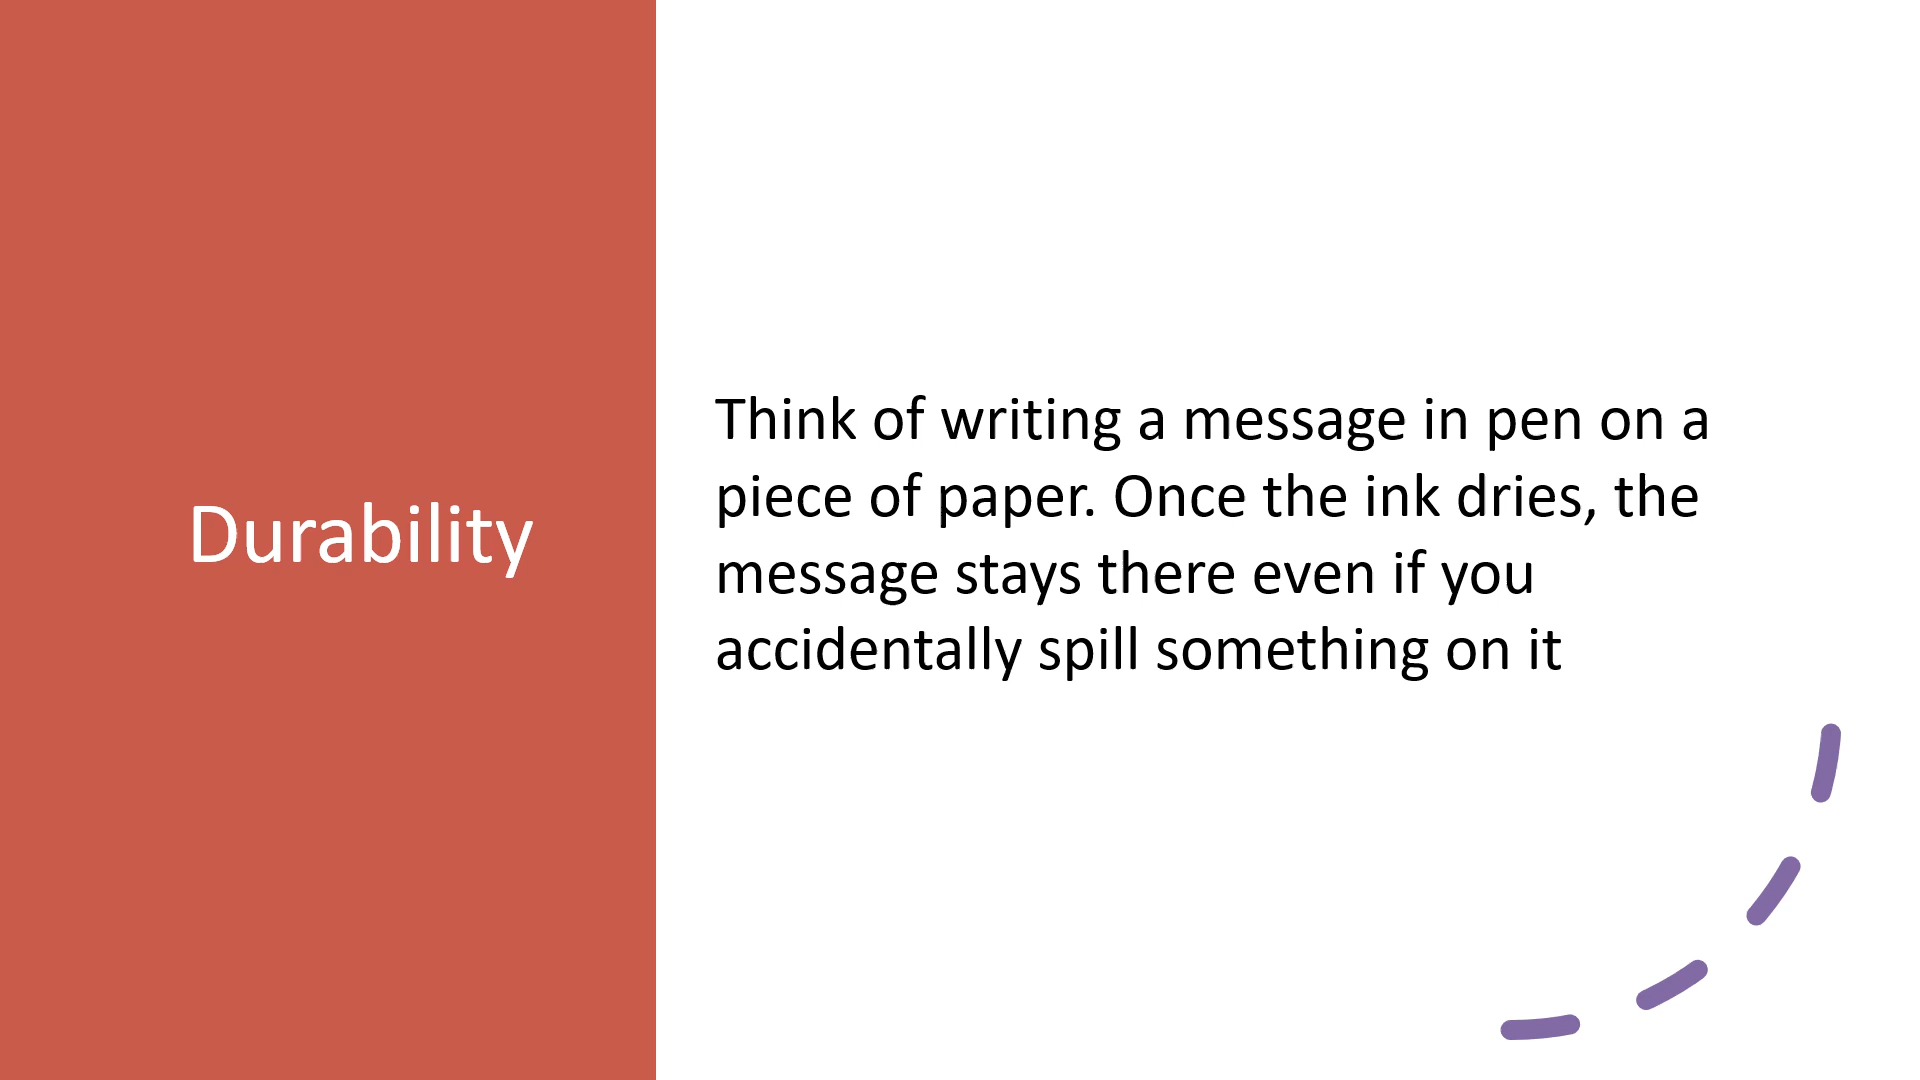 Durability
Think of writing a message in pen on a
piece of paper. Once the ink dries, the
message stays there even if you
accidentally spill something on it